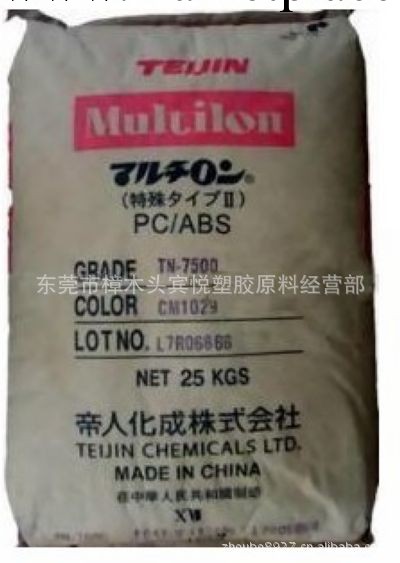 TEIJIN
Multilon
マルチロン®
(特殊タイプⅡ)
PC/ABS
GRADE TN-7500
东莞市樟木头宾悦塑胶原料经营部
COLOR CM1029
LOT NO. L7R06866
NET 25 KGS
帝人化成株式会社
TEIJIN CHEMICALS LTD.
MADE IN CHINA
在中華人民共和國制造